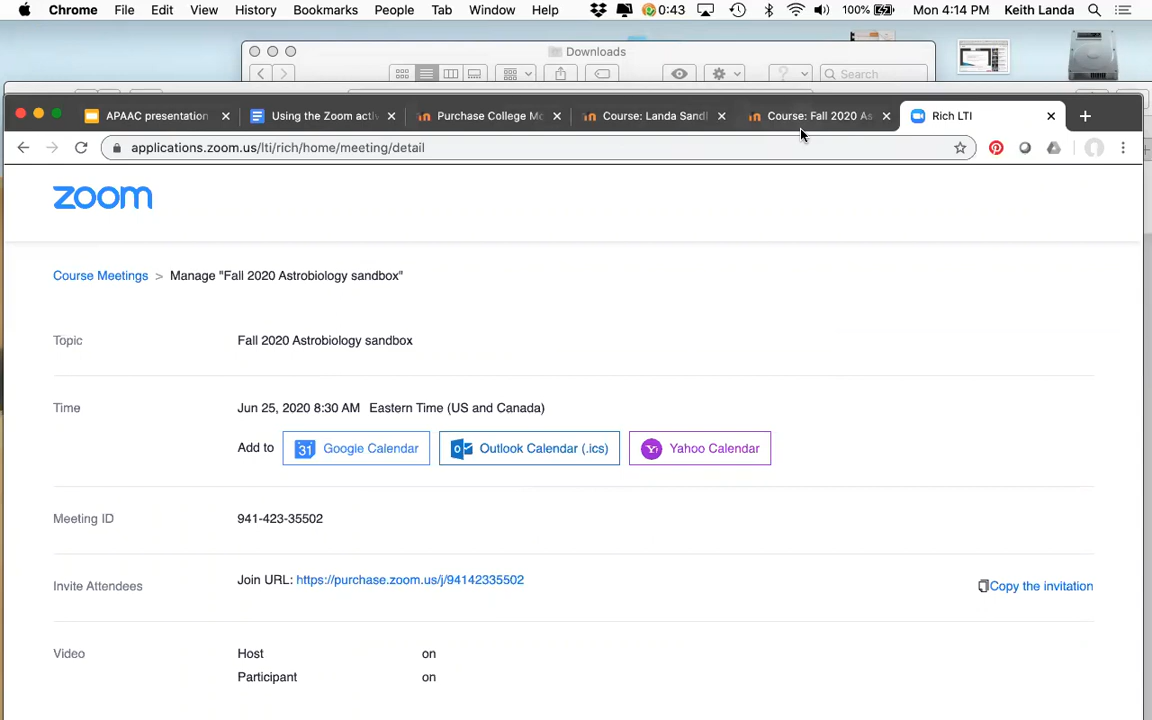 Chrome File Edit View History Bookmarks People Tab Window Help 0:43 100% Mon 4:14 PM Keith Landa
Downloads
Search
APAAC presentation Using the Zoom acti Purchase College Mo Course: Landa Sandl Course: Fall 2020 As Rich LTI
applications.zoom.us/lti/rich/home/meeting/detail
zoom
Course Meetings > Manage "Fall 2020 Astrobiology sandbox"
Topic Fall 2020 Astrobiology sandbox
Time Jun 25, 2020 8:30 AM Eastern Time (US and Canada)
Add to 31 Google Calendar Outlook Calendar (.ics) Yahoo Calendar
Meeting ID 941-423-35502
Invite Attendees Join URL: https://purchase.zoom.us/j/94142335502 Copy the invitation
Video Host on
Participant on